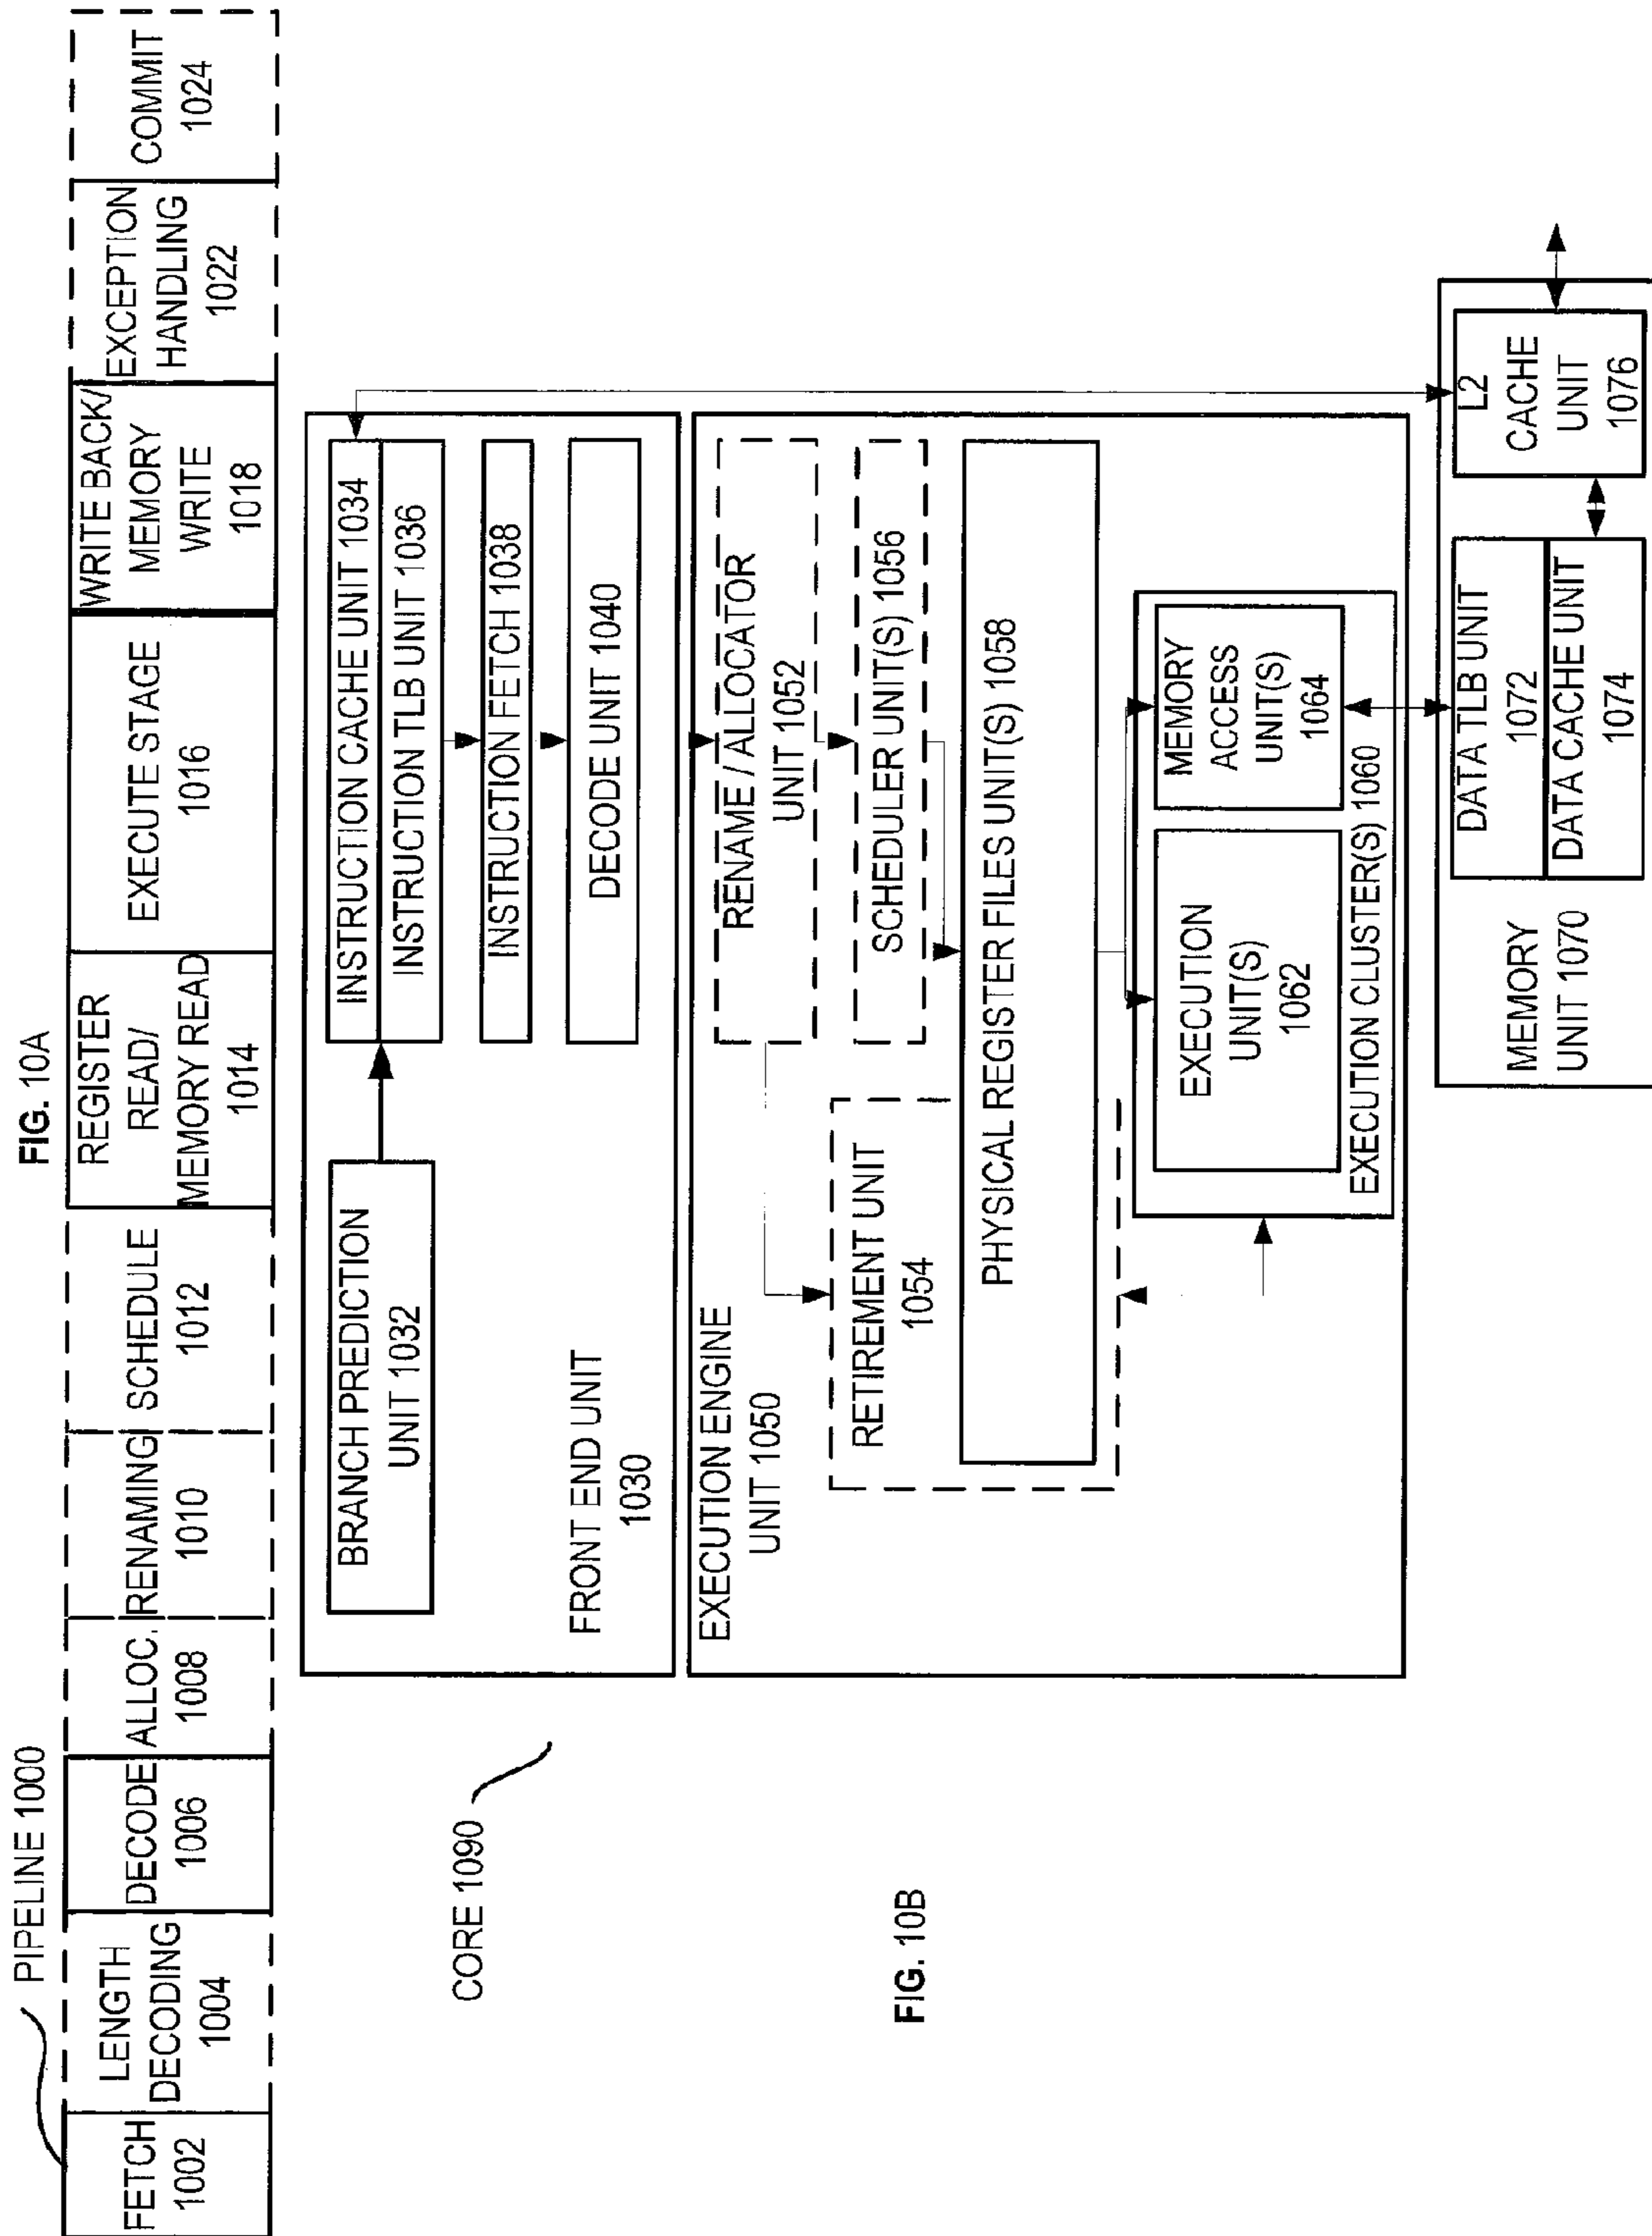 FIG. 10A
PIPELINE 1000
FETCH
1002
LENGTH
DECODING
1004
DECODE
1006
ALLOC.
1008
RENAMING
1010
SCHEDULE
1012
REGISTER
READ/
MEMORY READ
1014
EXECUTE STAGE
1016
WRITE BACK/
MEMORY
WRITE
1018
EXCEPTION
HANDLING
1022
COMMIT
1024
CORE 1090
FRONT END UNIT
1030
BRANCH PREDICTION
UNIT 1032
INSTRUCTION CACHE UNIT 1034
INSTRUCTION TLB UNIT 1036
INSTRUCTION FETCH 1038
DECODE UNIT 1040
EXECUTION ENGINE
UNIT 1050
RENAME / ALLOCATOR
UNIT 1052
SCHEDULER UNIT(S) 1056
RETIREMENT UNIT
1054
PHYSICAL REGISTER FILES UNIT(S) 1058
EXECUTION
UNIT(S)
1062
MEMORY
ACCESS
UNIT(S)
1064
EXECUTION CLUSTER(S) 1060
MEMORY
UNIT 1070
DATA TLB UNIT
1072
DATA CACHE UNIT
1074
L2
CACHE
UNIT
1076
FIG. 10B